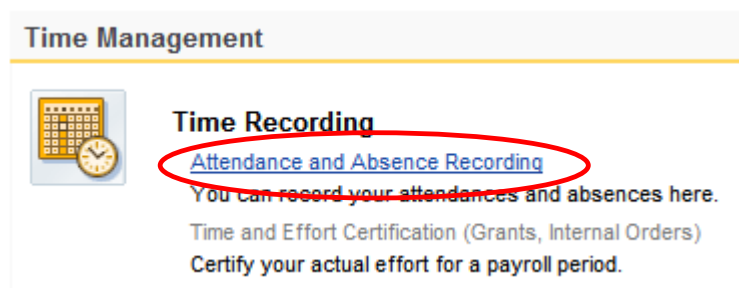 Time Management
Time Recording
Attendance and Absence Recording
You can record your attendances and absences here.
Time and Effort Certification (Grants, Internal Orders)
Certify your actual effort for a payroll period.